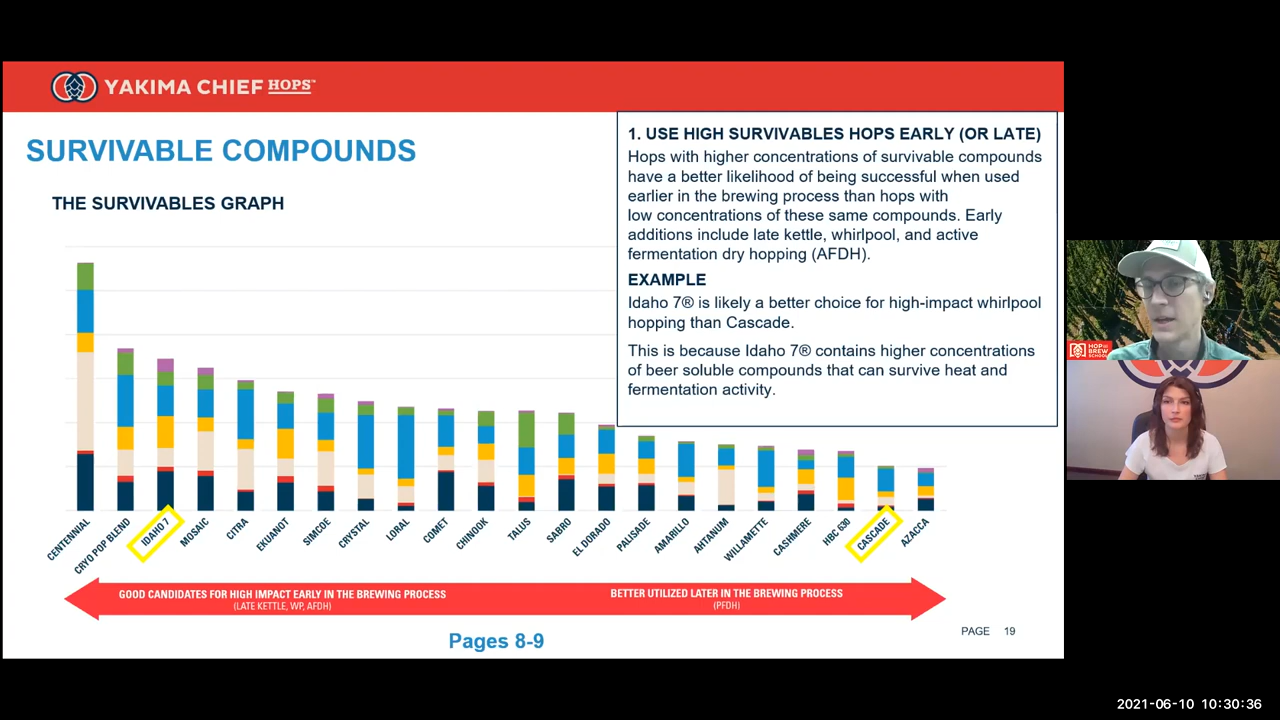 YAKIMA CHIEF HOPS™
SURVIVABLE COMPOUNDS
THE SURVIVABLES GRAPH
1. USE HIGH SURVIVABLES HOPS EARLY (OR LATE)
Hops with higher concentrations of survivable compounds
have a better likelihood of being successful when used
earlier in the brewing process than hops with
low concentrations of these same compounds. Early
additions include late kettle, whirlpool, and active
fermentation dry hopping (AFDH).
EXAMPLE
Idaho 7® is likely a better choice for high-impact whirlpool
hopping than Cascade.
This is because Idaho 7® contains higher concentrations
of beer soluble compounds that can survive heat and
fermentation activity.
CENTENNIAL
CRYO POP BLEND
IDAHO 7
MOSAIC
CITRA
EKUANOT
SIMCOE
CRYSTAL
LORAL
COMET
CHINOOK
TALUS
SABRO
EL DORADO
PALISADE
AMARILLO
AHTANUM
WILLAMETTE
CASHMERE
HBC 630
CASCADE
AZACCA
GOOD CANDIDATES FOR HIGH IMPACT EARLY IN THE BREWING PROCESS
(LATE KETTLE, WP, AFDH)
BETTER UTILIZED LATER IN THE BREWING PROCESS
(PFDH)
Pages 8-9
PAGE 19
HOP
BREW
SCHOOL
2021-06-10 10:30:36